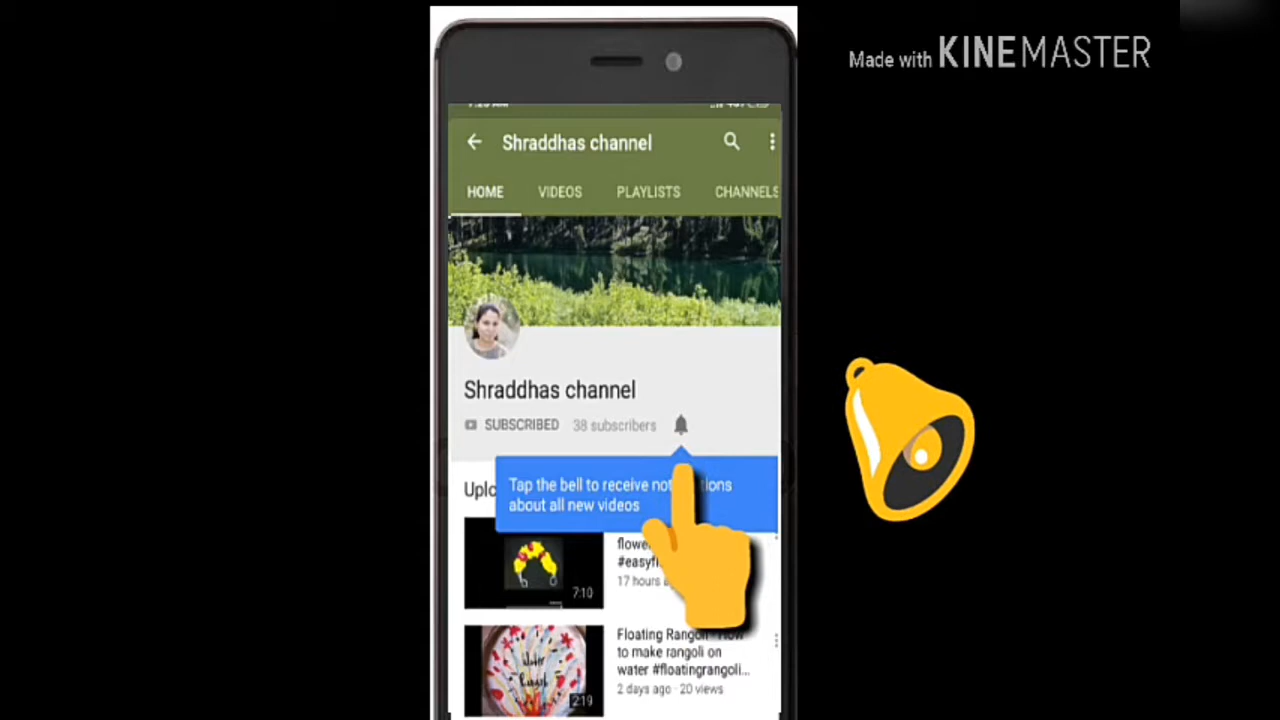 Made with KINEMASTER
Shraddhas channel
HOME VIDEOS PLAYLISTS CHANNELS
Shraddhas channel
SUBSCRIBED 38 subscribers
Tap the bell to receive
about all new videos
7:10
17 hours
Floating Rangoli
to make rangoli on
water #floatingrangoli...
2 days ago · 20 views
2:19